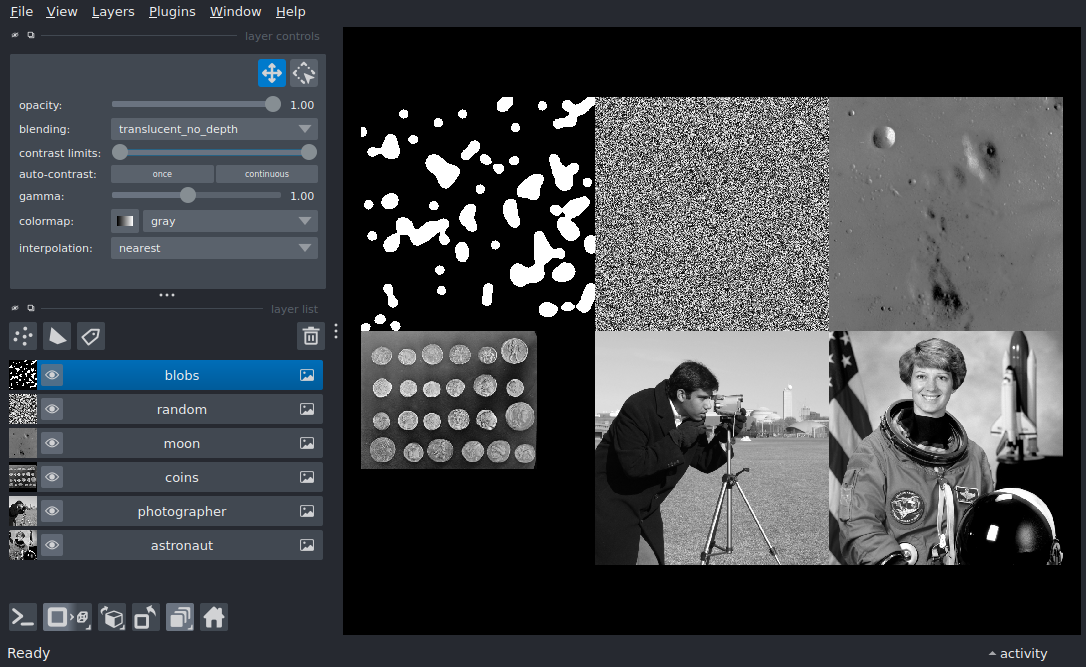 File View Layers Plugins Window Help
layer controls
opacity: 1.00
blending: translucent_no_depth
contrast limits:
auto-contrast: once continuous
gamma: 1.00
colormap: gray
interpolation: nearest
layer list
blobs
random
moon
coins
photographer
astronaut
Ready
activity